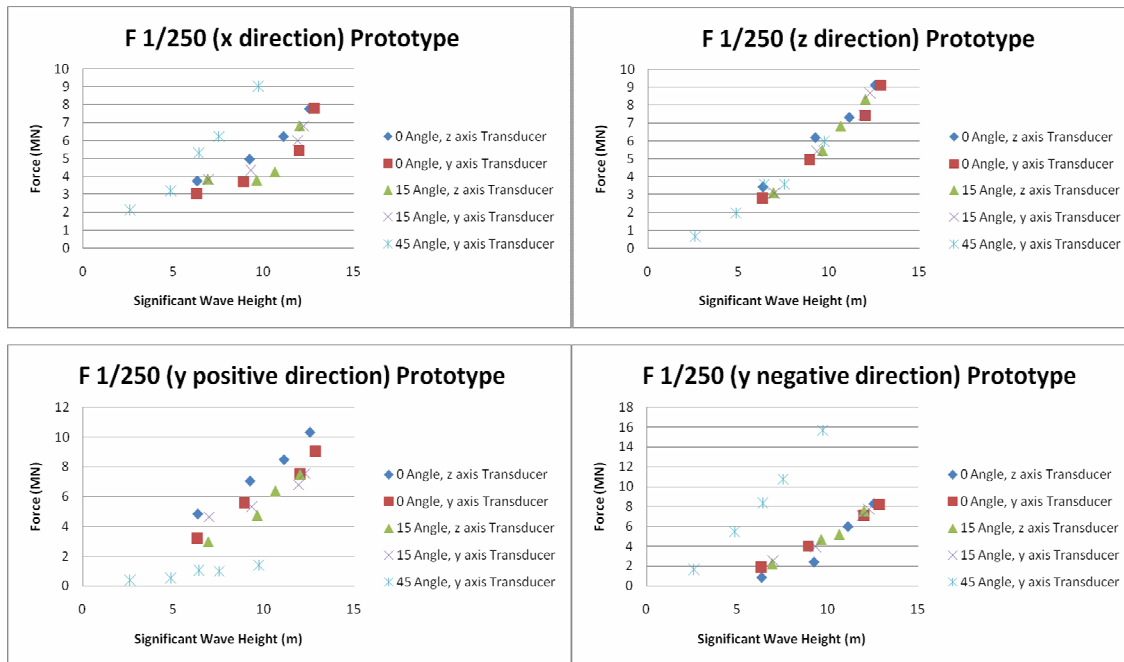 F 1/250 (x direction) Prototype
10
9
8
7
6
5
4
3
2
1
0
Force (MN)
0 5 10 15
Significant Wave Height (m)
0 Angle, z axis Transducer
0 Angle, y axis Transducer
15 Angle, z axis Transducer
15 Angle, y axis Transducer
45 Angle, y axis Transducer
F 1/250 (z direction) Prototype
10
9
8
7
6
5
4
3
2
1
0
Force (MN)
0 5 10 15
Significant Wave Height (m)
0 Angle, z axis Transducer
0 Angle, y axis Transducer
15 Angle, z axis Transducer
15 Angle, y axis Transducer
45 Angle, y axis Transducer
F 1/250 (y positive direction) Prototype
12
10
8
6
4
2
0
Force (MN)
0 5 10 15
Significant Wave Height (m)
0 Angle, z axis Transducer
0 Angle, y axis Transducer
15 Angle, z axis Transducer
15 Angle, y axis Transducer
45 Angle, y axis Transducer
F 1/250 (y negative direction) Prototype
18
16
14
12
10
8
6
4
2
0
Force (MN)
0 5 10 15
Significant Wave Height (m)
0 Angle, z axis Transducer
0 Angle, y axis Transducer
15 Angle, z axis Transducer
15 Angle, y axis Transducer
45 Angle, y axis Transducer